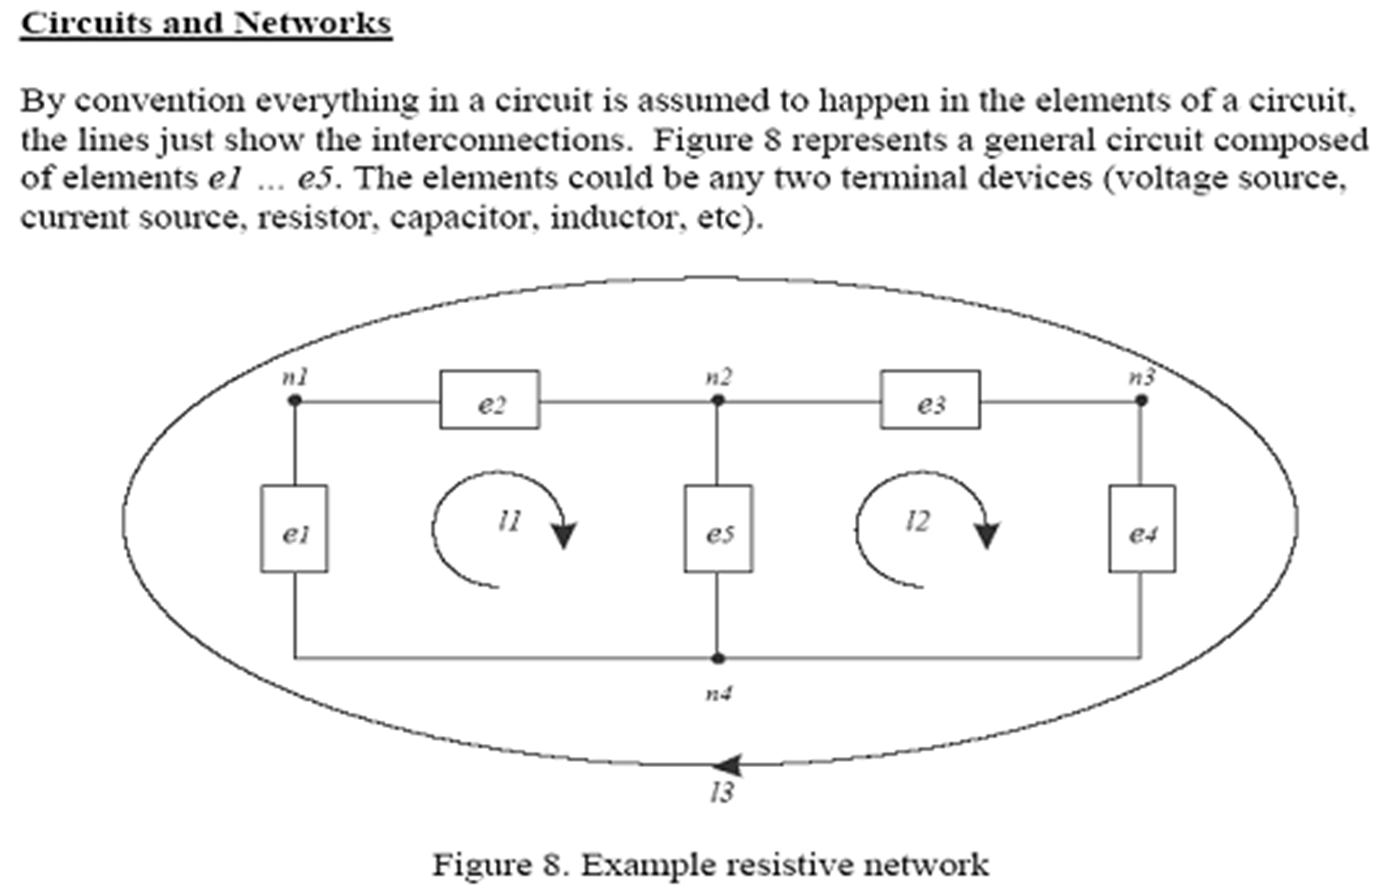 Circuits and Networks
By convention everything in a circuit is assumed to happen in the elements of a circuit,
the lines just show the interconnections. Figure 8 represents a general circuit composed
of elements e1 ... e5. The elements could be any two terminal devices (voltage source,
current source, resistor, capacitor, inductor, etc).
n1
n2
n3
e2
e3
l1
l2
e1
e5
e4
n4
l3
Figure 8. Example resistive network